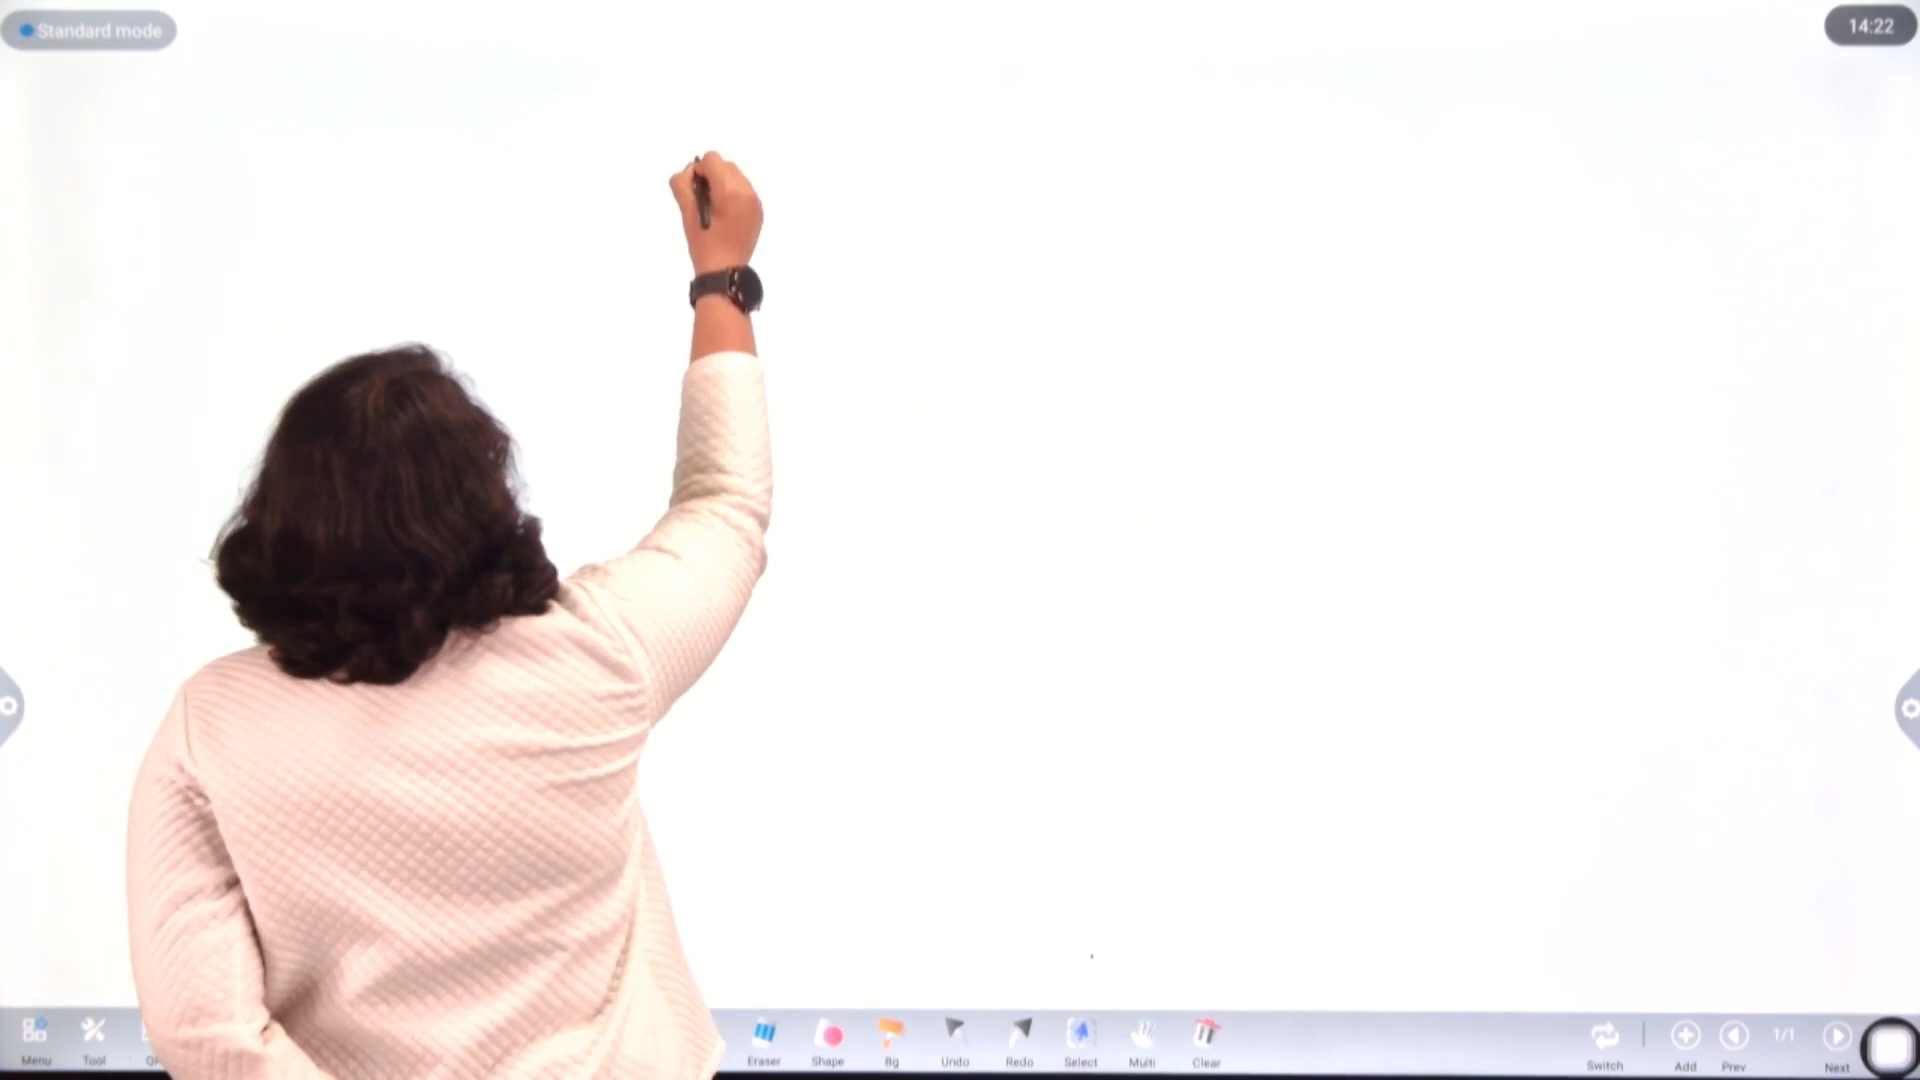 Standard mode
14:22
Menu Tool Eraser Shape Bg Undo Redo Select Multi Clear Switch Add Prev 1/1 Next